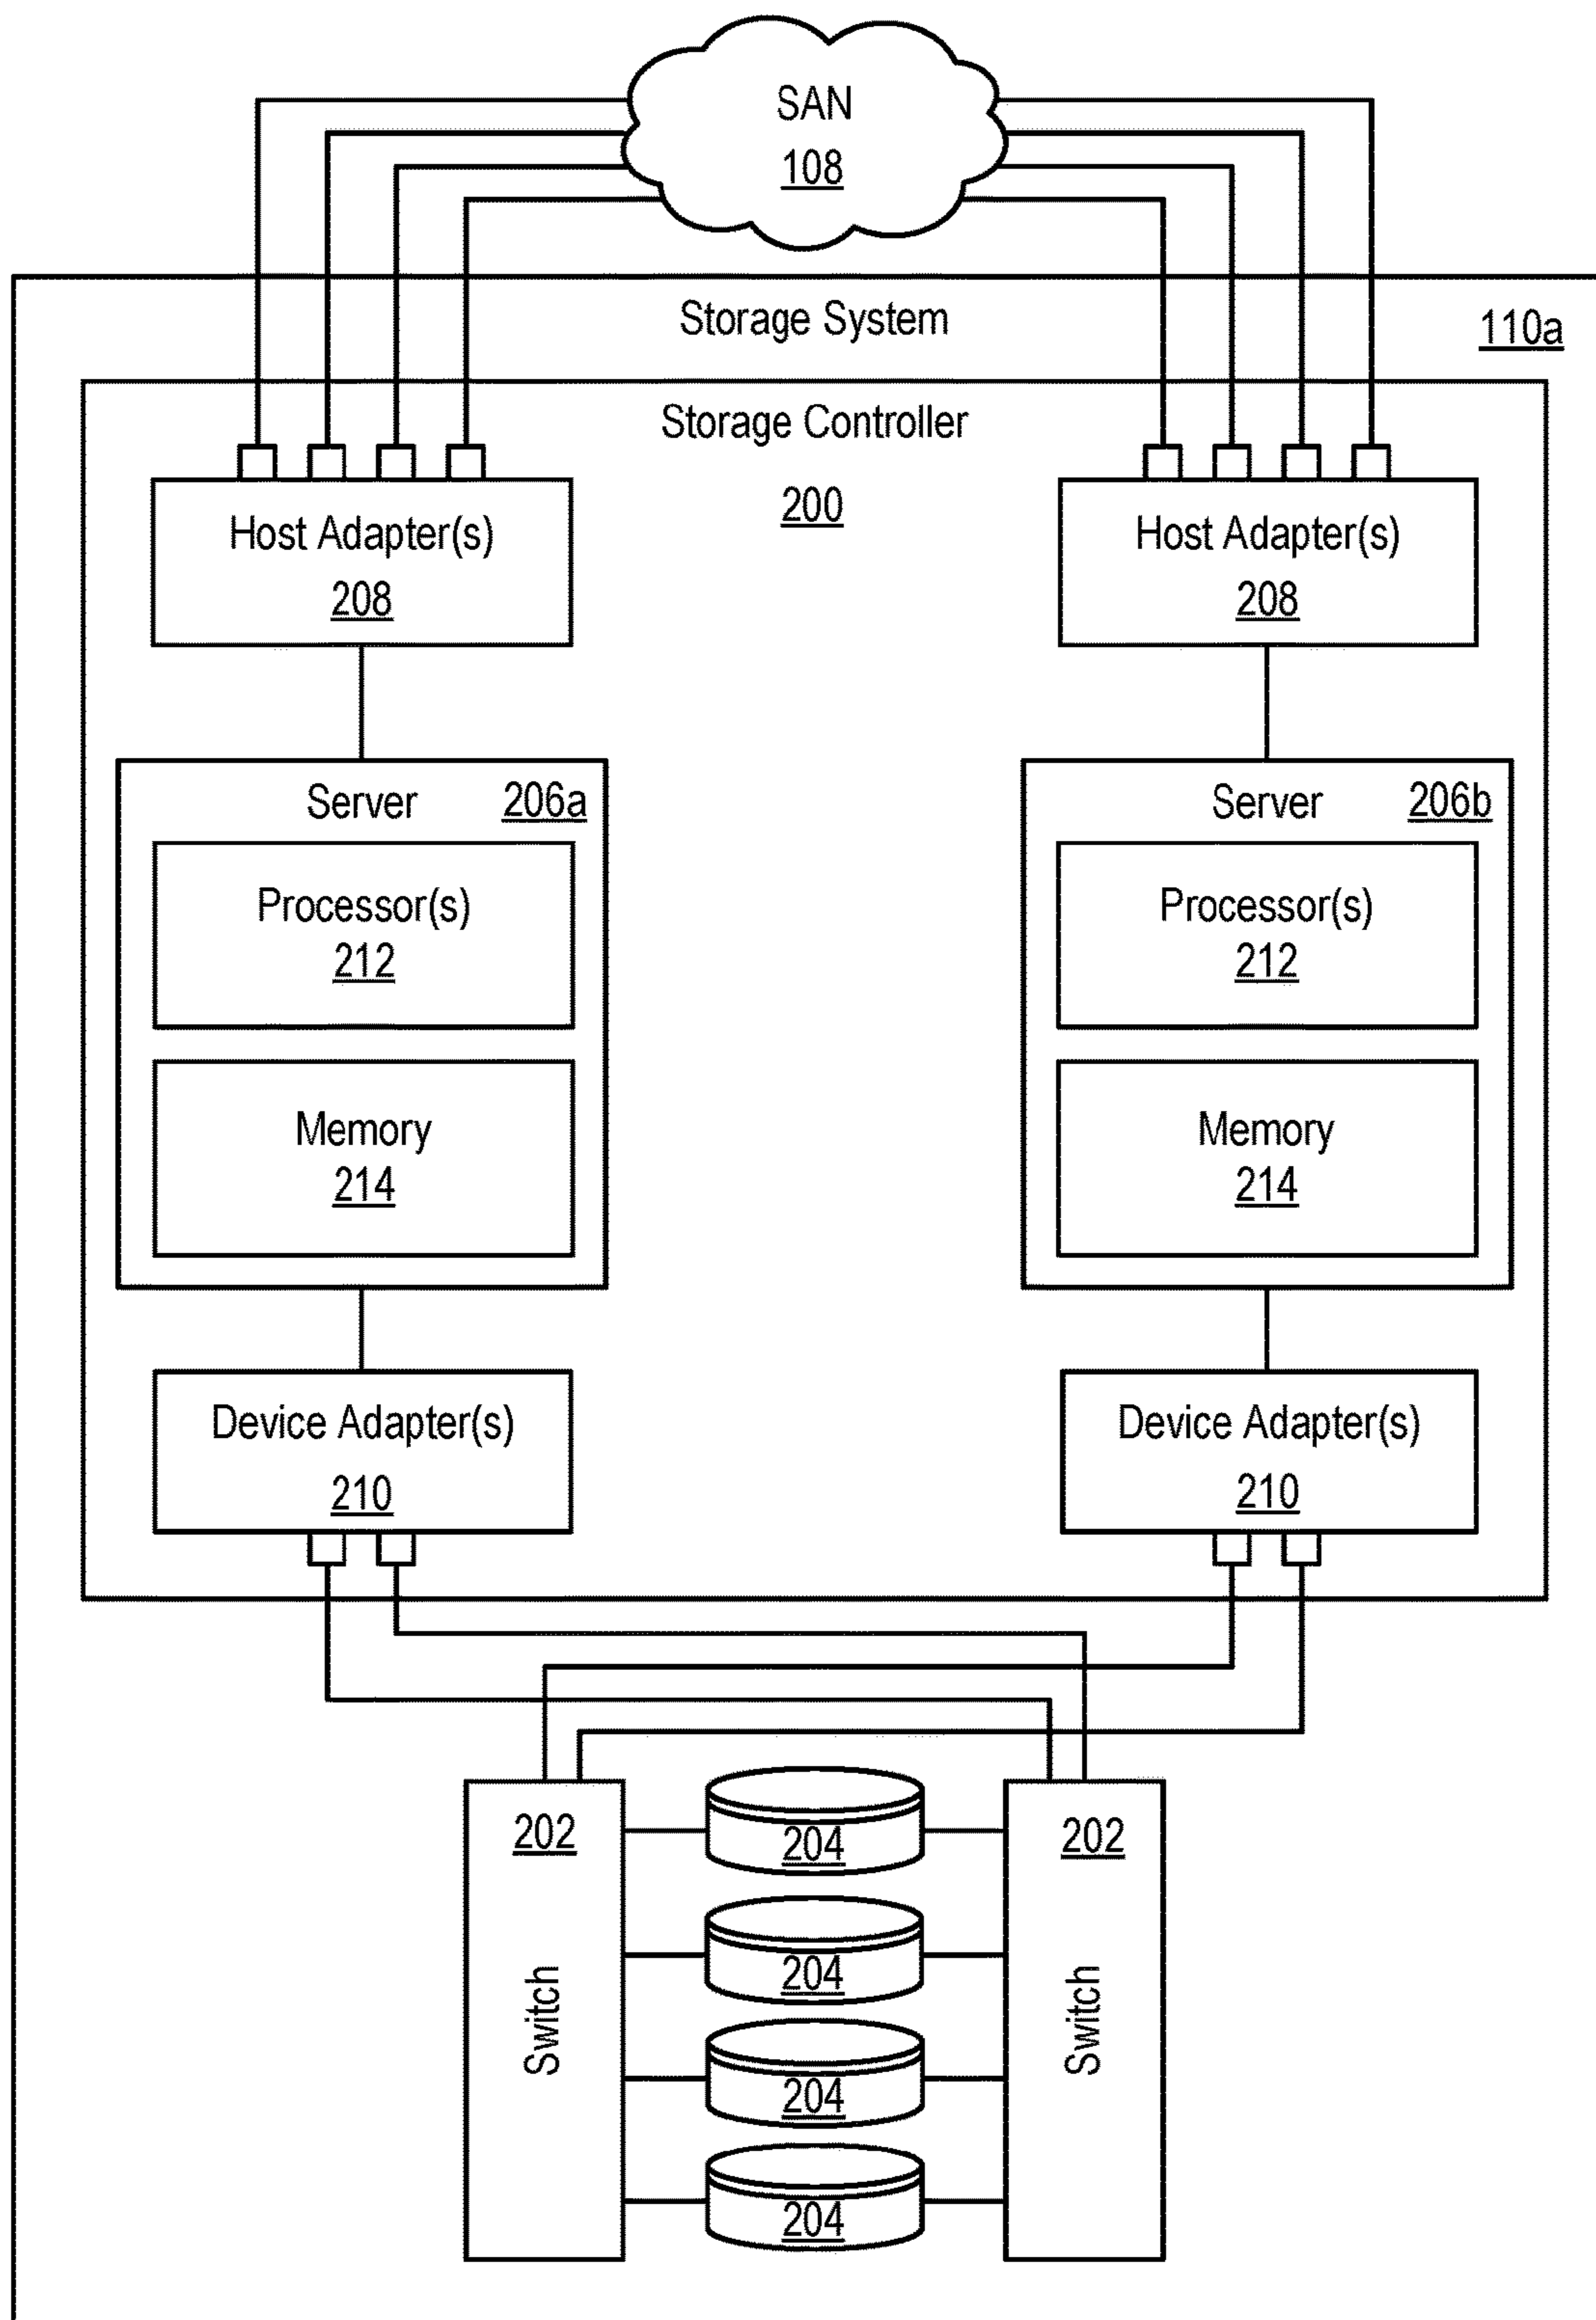 SAN
108
Storage System
110a
Storage Controller
200
Host Adapter(s)
208
Host Adapter(s)
208
Server
206a
Processor(s)
212
Memory
214
Server
206b
Processor(s)
212
Memory
214
Device Adapter(s)
210
Device Adapter(s)
210
202
Switch
204
204
204
204
202
Switch